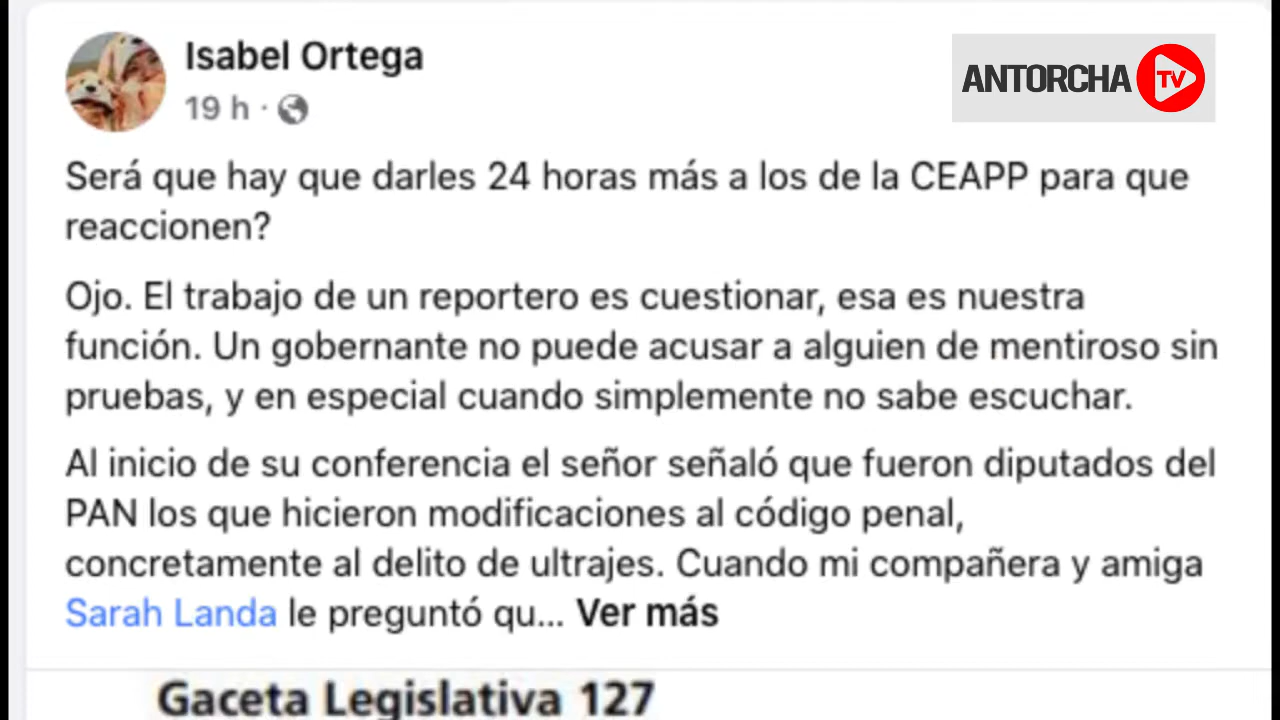 Isabel Ortega
ANTORCHA TV
19 h ·
Será que hay que darles 24 horas más a los de la CEAPP para que
reaccionen?
Ojo. El trabajo de un reportero es cuestionar, esa es nuestra
función. Un gobernante no puede acusar a alguien de mentiroso sin
pruebas, y en especial cuando simplemente no sabe escuchar.
Al inicio de su conferencia el señor señaló que fueron diputados del
PAN los que hicieron modificaciones al código penal,
concretamente al delito de ultrajes. Cuando mi compañera y amiga
Sarah Landa le preguntó qu... Ver más
Gaceta Legislativa 127